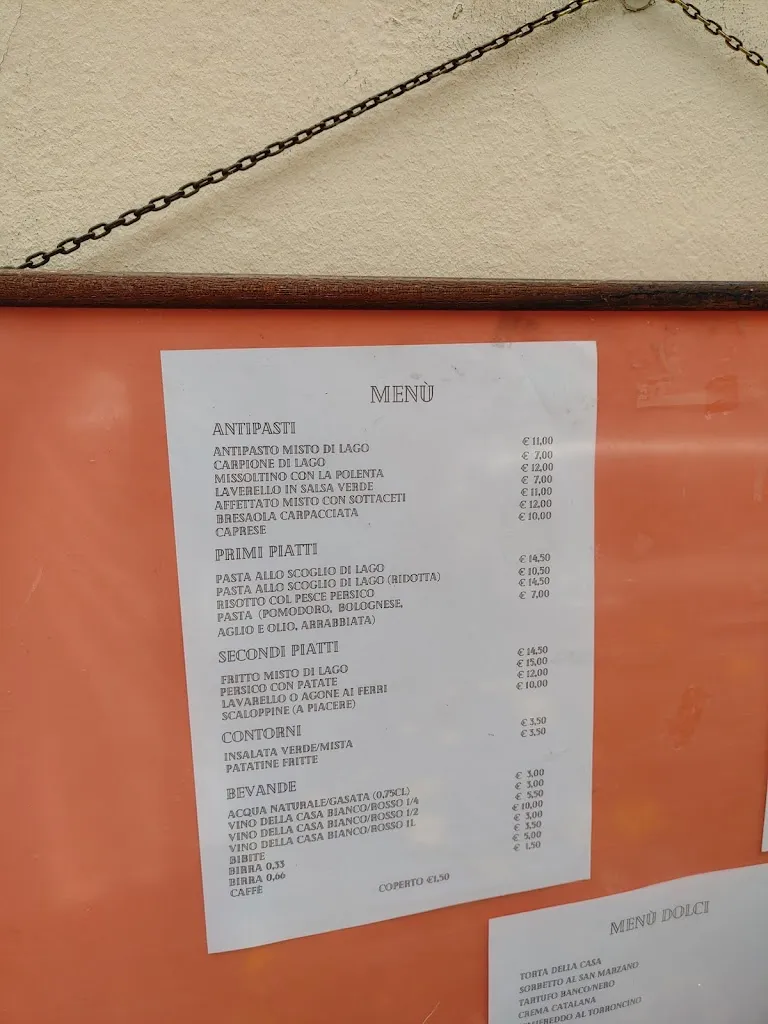 MENÙ
ANTIPASTI
ANTIPASTO MISTO DI LAGO € 11,00
CARPIONE DI LAGO € 7,00
MISSOLTINO CON LA POLENTA € 12,00
LAVERELLO IN SALSA VERDE € 7,00
AFFETTATO MISTO CON SOTTACETI € 11,00
BRESAOLA CARPACCIATA € 12,00
CAPRESE € 10,00
PRIMI PIATTI
PASTA ALLO SCOGLIO DI LAGO € 14,50
PASTA ALLO SCOGLIO DI LAGO (RIDOTTA) € 10,50
RISOTTO COL PESCE PERSICO € 14,50
PASTA (POMODORO, BOLOGNESE, € 7,00
AGLIO E OLIO, ARRABBIATA)
SECONDI PIATTI
FRITTO MISTO DI LAGO € 14,50
PERSICO CON PATATE € 15,00
LAVARELLO O AGONE AI FERRI € 12,00
SCALOPPINE (A PIACERE) € 10,00
CONTORNI
INSALATA VERDE/MISTA € 3,50
PATATINE FRITTE € 3,50
BEVANDE
ACQUA NATURALE/GASATA (0,75CL) € 3,00
VINO DELLA CASA BIANCO/ROSSO 1/4 € 3,00
VINO DELLA CASA BIANCO/ROSSO 1/2 € 5,50
VINO DELLA CASA BIANCO/ROSSO 1L € 10,00
BIBITE € 3,00
BIRRA 0,33 € 3,50
BIRRA 0,66 € 5,00
CAFFÈ € 1,50
COPERTO €1,50
MENÙ DOLCI
TORTA DELLA CASA
SORBETTO AL SAN MARZANO
TARTUFO BANCO/NERO
CREMA CATALANA
AL TORRONCINO